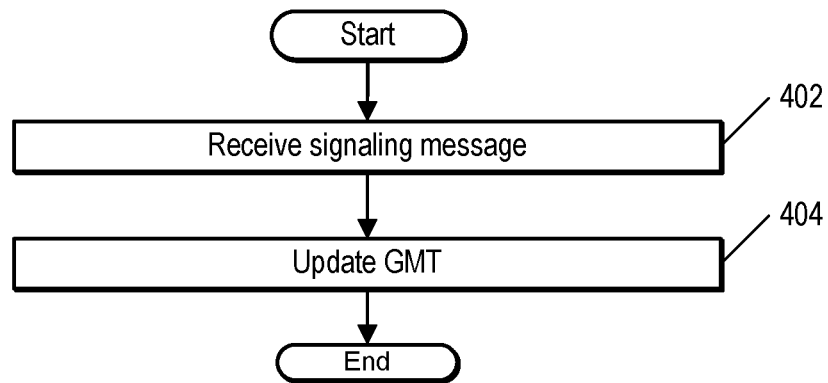 Start
402
Receive signaling message
404
Update GMT
End